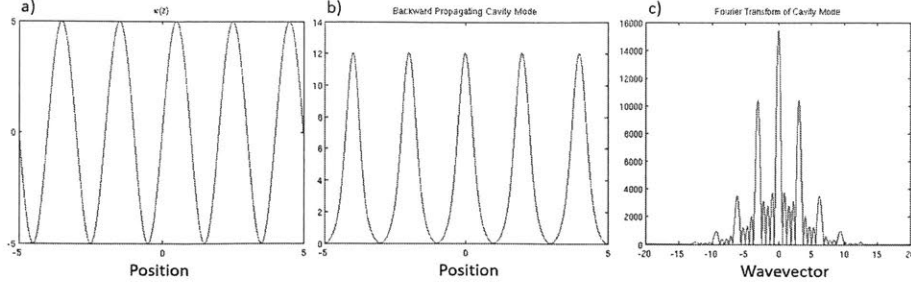 a) κ(z) b) Backward Propagating Cavity Mode c) Fourier Transform of Cavity Mode
5 14 16000
12 14000
10 12000
8 10000
0 6 8000
6000
4 4000
2 2000
-5 0 0
-5 0 5 -5 0 5 -20 -15 -10 -5 0 5 10 15 20
Position Position Wavevector